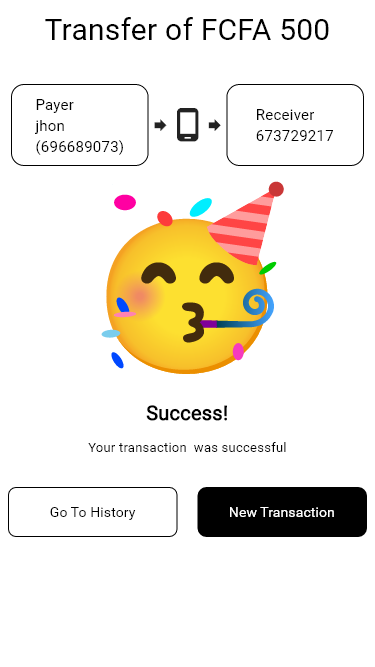 Transfer of FCFA 500
Payer
jhon
(696689073)
Receiver
673729217
Success!
Your transaction  was successful
Go To History
New Transaction